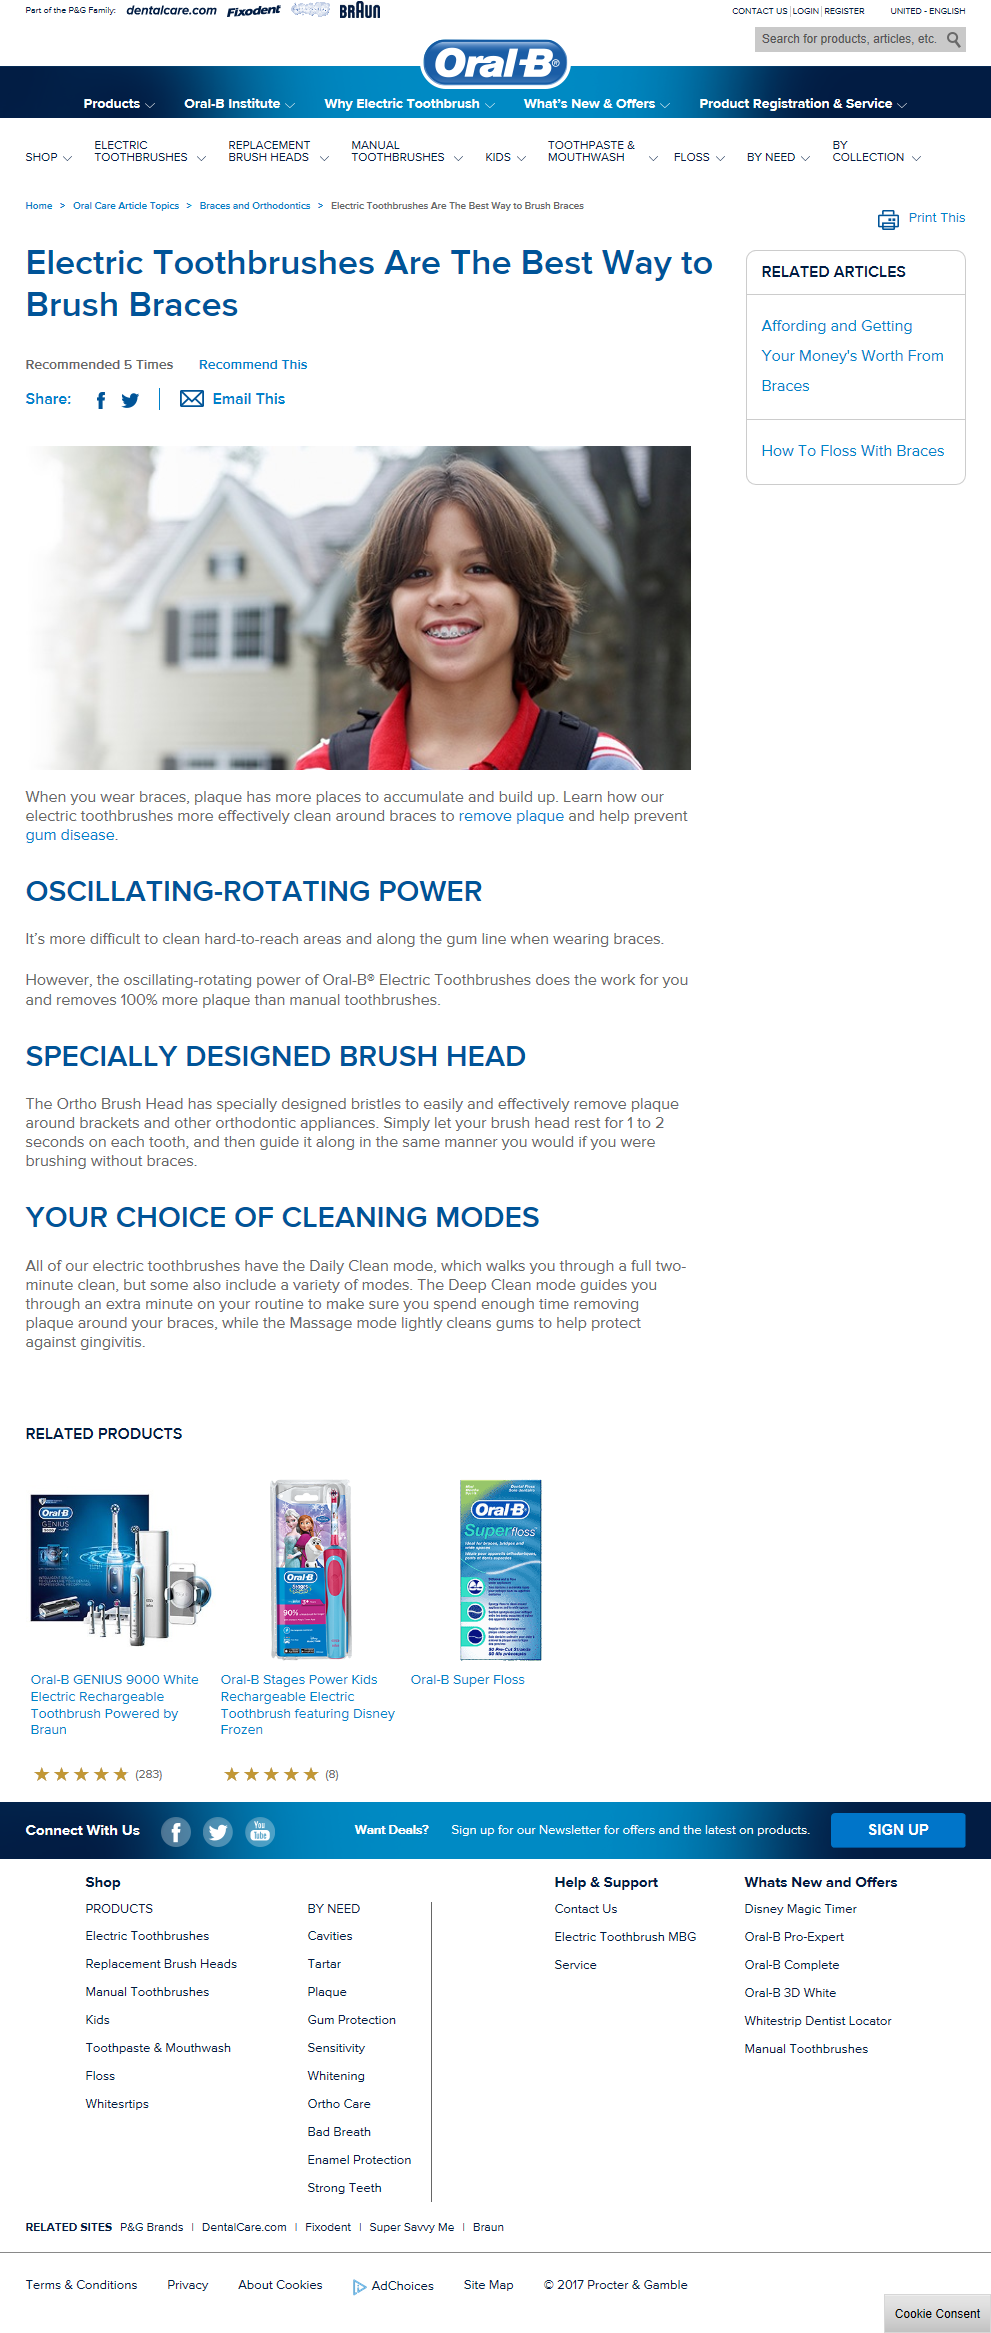 Part of the P&G Family: dentalcare.com Fixodent BRAUN
CONTACT US | LOGIN | REGISTER UNITED - ENGLISH
Search for products, articles, etc.
Oral-B®
Products Oral-B Institute Why Electric Toothbrush What's New & Offers Product Registration & Service
SHOP ELECTRIC TOOTHBRUSHES REPLACEMENT BRUSH HEADS MANUAL TOOTHBRUSHES KIDS TOOTHPASTE & MOUTHWASH FLOSS BY NEED BY COLLECTION
Home > Oral Care Article Topics > Braces and Orthodontics > Electric Toothbrushes Are The Best Way to Brush Braces
Print This
Electric Toothbrushes Are The Best Way to
Brush Braces
Recommended 5 Times Recommend This
Share: Email This
RELATED ARTICLES
Affording and Getting
Your Money's Worth From
Braces
How To Floss With Braces
When you wear braces, plaque has more places to accumulate and build up. Learn how our
electric toothbrushes more effectively clean around braces to remove plaque and help prevent
gum disease.
OSCILLATING-ROTATING POWER
It's more difficult to clean hard-to-reach areas and along the gum line when wearing braces.
However, the oscillating-rotating power of Oral-B® Electric Toothbrushes does the work for you
and removes 100% more plaque than manual toothbrushes.
SPECIALLY DESIGNED BRUSH HEAD
The Ortho Brush Head has specially designed bristles to easily and effectively remove plaque
around brackets and other orthodontic appliances. Simply let your brush head rest for 1 to 2
seconds on each tooth, and then guide it along in the same manner you would if you were
brushing without braces.
YOUR CHOICE OF CLEANING MODES
All of our electric toothbrushes have the Daily Clean mode, which walks you through a full two-
minute clean, but some also include a variety of modes. The Deep Clean mode guides you
through an extra minute on your routine to make sure you spend enough time removing
plaque around your braces, while the Massage mode lightly cleans gums to help protect
against gingivitis.
RELATED PRODUCTS
Oral-B
GENIUS
Oral-B
Stages
3+
90%
Oral-B
Superfloss
Oral-B GENIUS 9000 White
Electric Rechargeable
Toothbrush Powered by
Braun
(283)
Oral-B Stages Power Kids
Rechargeable Electric
Toothbrush featuring Disney
Frozen
(8)
Oral-B Super Floss
Connect With Us You Tube Want Deals? Sign up for our Newsletter for offers and the latest on products. SIGN UP
Shop
PRODUCTS
Electric Toothbrushes
Replacement Brush Heads
Manual Toothbrushes
Kids
Toothpaste & Mouthwash
Floss
Whitesrtips
BY NEED
Cavities
Tartar
Plaque
Gum Protection
Sensitivity
Whitening
Ortho Care
Bad Breath
Enamel Protection
Strong Teeth
Help & Support
Contact Us
Electric Toothbrush MBG
Service
Whats New and Offers
Disney Magic Timer
Oral-B Pro-Expert
Oral-B Complete
Oral-B 3D White
Whitestrip Dentist Locator
Manual Toothbrushes
RELATED SITES P&G Brands | DentalCare.com | Fixodent | Super Savvy Me | Braun
Terms & Conditions Privacy About Cookies AdChoices Site Map © 2017 Procter & Gamble
Cookie Consent